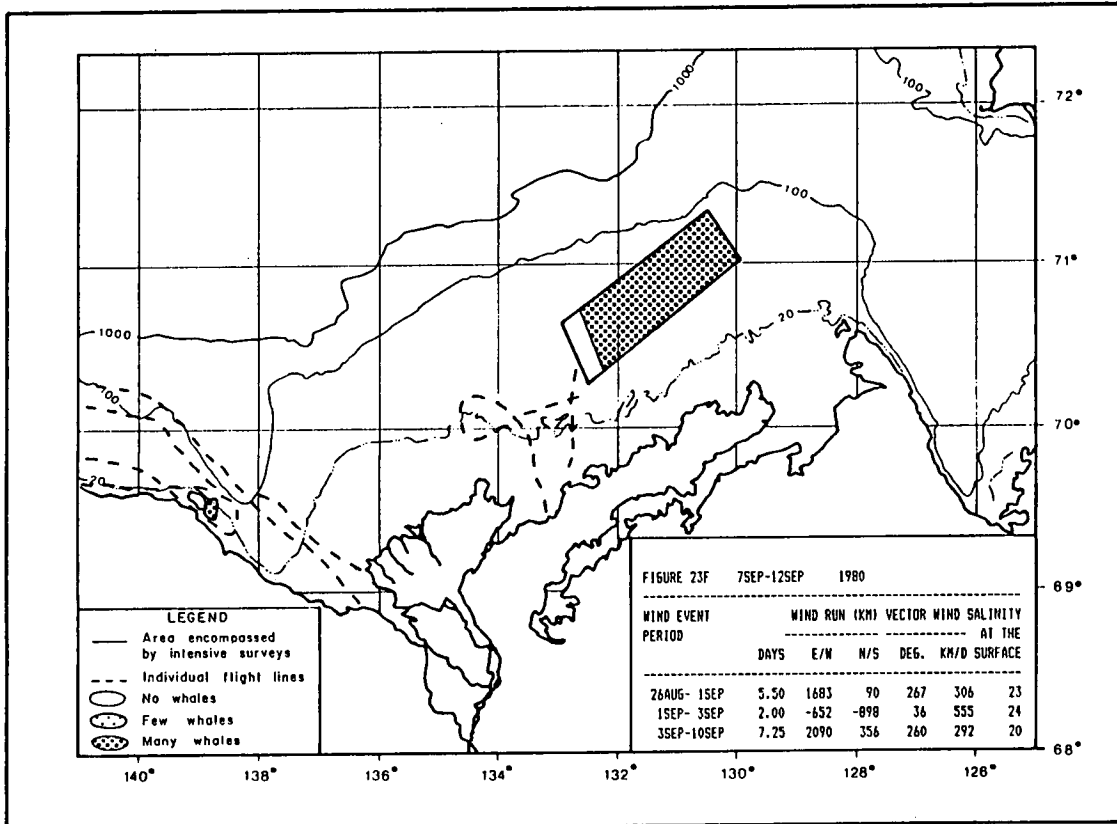 1000
100
72°
100
71°
1000
20
100
70°
20
69°
68°
FIGURE 23F 7SEP-12SEP 1980
WIND EVENT WIND RUN (KM) VECTOR WIND SALINITY
PERIOD AT THE
DAYS E/W N/S DEG. KM/D SURFACE
26AUG- 1SEP 5.50 1683 90 267 306 23
1SEP- 3SEP 2.00 -652 -898 36 555 24
3SEP-10SEP 7.25 2090 356 260 292 20
LEGEND
Area encompassed
by intensive surveys
Individual flight lines
No whales
Few whales
Many whales
140° 138° 136° 134° 132° 130° 128° 126°